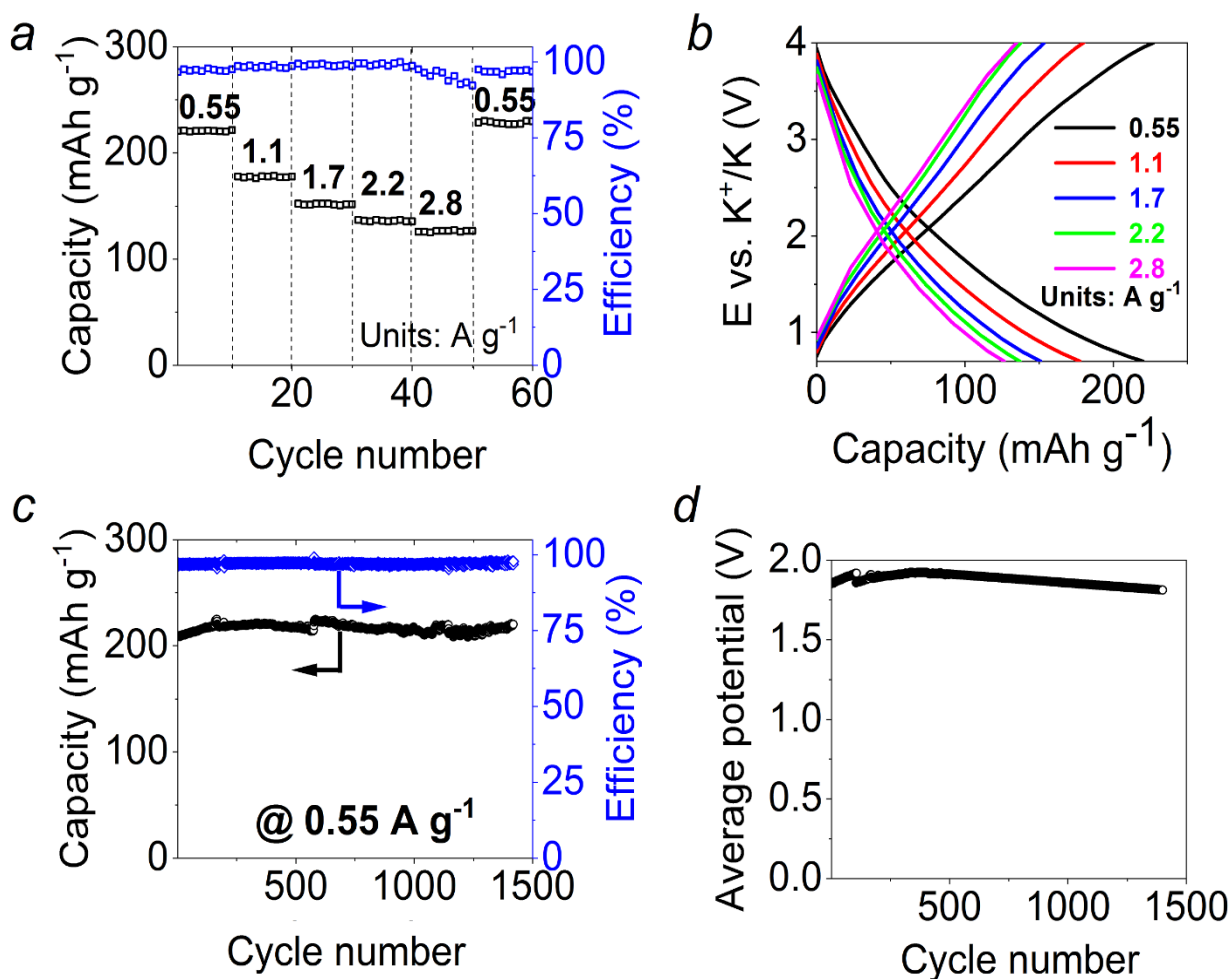 a
Capacity (mAh g-1)
300
200
100
0
0.55
1.1
1.7
2.2
2.8
0.55
Units: A g-1
100
75
50
25
0
Efficiency (%)
20
40
60
Cycle number
b
E vs. K+/K (V)
4
3
2
1
0.55
1.1
1.7
2.2
2.8
Units: A g-1
0
100
200
Capacity (mAh g-1)
c
Capacity (mAh g-1)
300
200
100
0
@ 0.55 A g-1
100
75
50
25
0
Efficiency (%)
500
1000
1500
Cycle number
d
Average potential (V)
2.0
1.5
1.0
0.5
0.0
500
1000
1500
Cycle number